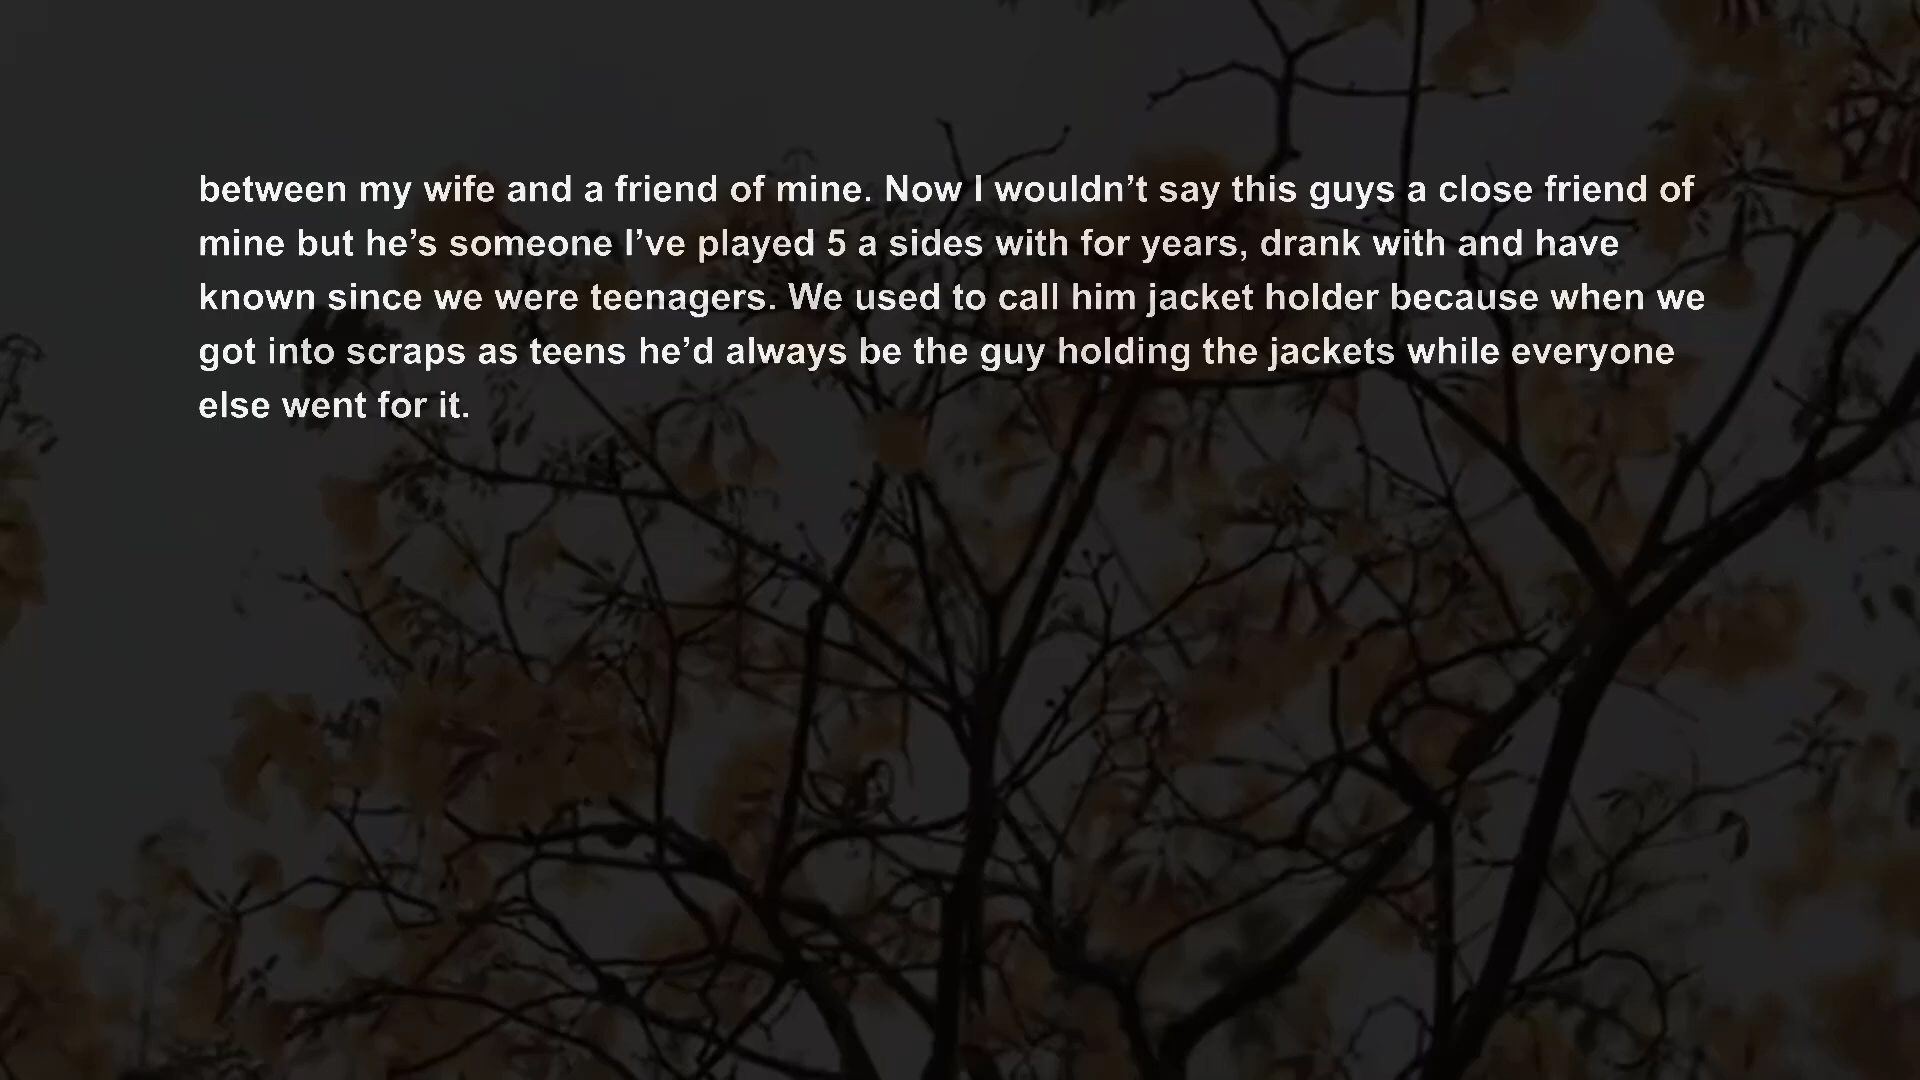 between my wife and a friend of mine. Now I wouldn’t say this guys a close friend of
mine but he’s someone I’ve played 5 a sides with for years, drank with and have
known since we were teenagers. We used to call him jacket holder because when we
got into scraps as teens he’d always be the guy holding the jackets while everyone
else went for it.